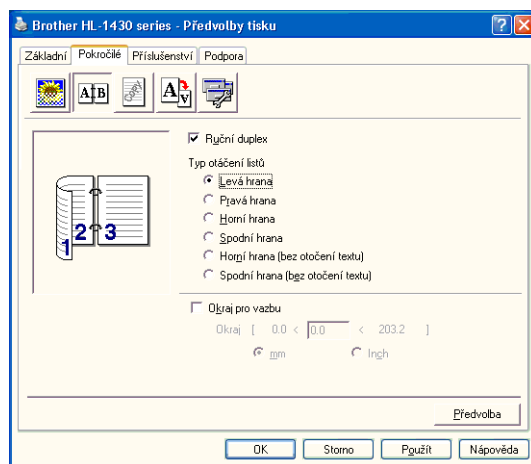 Brother HL-1430 series - Předvolby tisku
Základní Pokročilé Příslušenství Podpora
A B A A
Ruční duplex
Typ otáčení listů
Levá hrana
Pravá hrana
Horní hrana
Spodní hrana
Horní hrana (bez otočení textu)
Spodní hrana (bez otočení textu)
1 2 3
Okraj pro vazbu
Okraj [ 0.0 < 0.0 < 203.2 ]
mm Inch
Předvolba
OK Storno Použít Nápověda